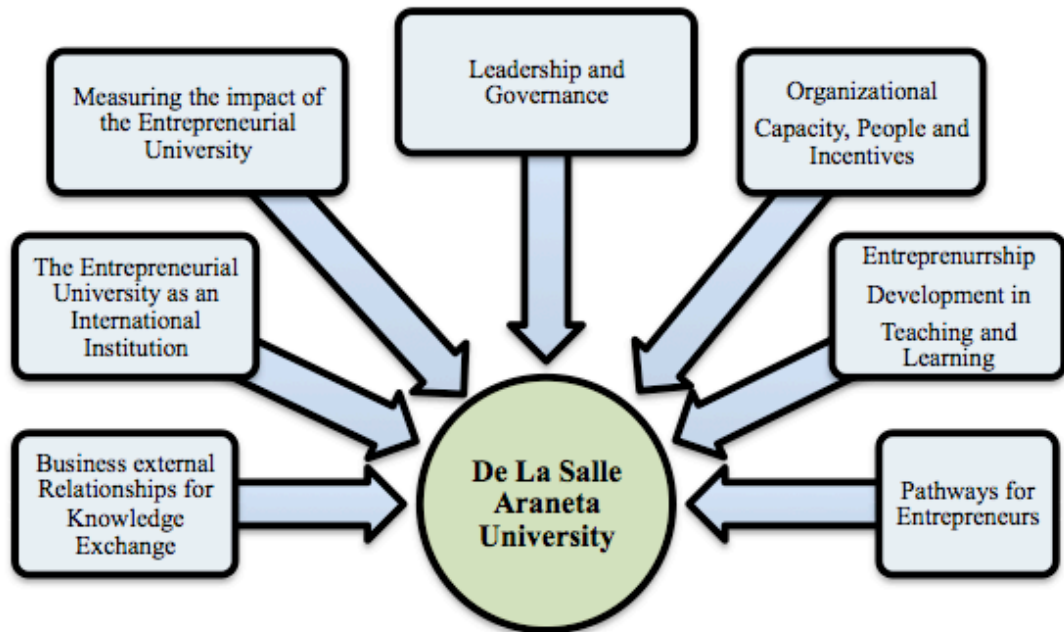 Measuring the impact of
the Entrepreneurial
University
Leadership and
Governance
Organizational
Capacity, People and
Incentives
The Entrepreneurial
University as an
International
Institution
Entreprenurrship
Development in
Teaching and
Learning
Business external
Relationships for
Knowledge
Exchange
De La Salle
Araneta
University
Pathways for
Entrepreneurs